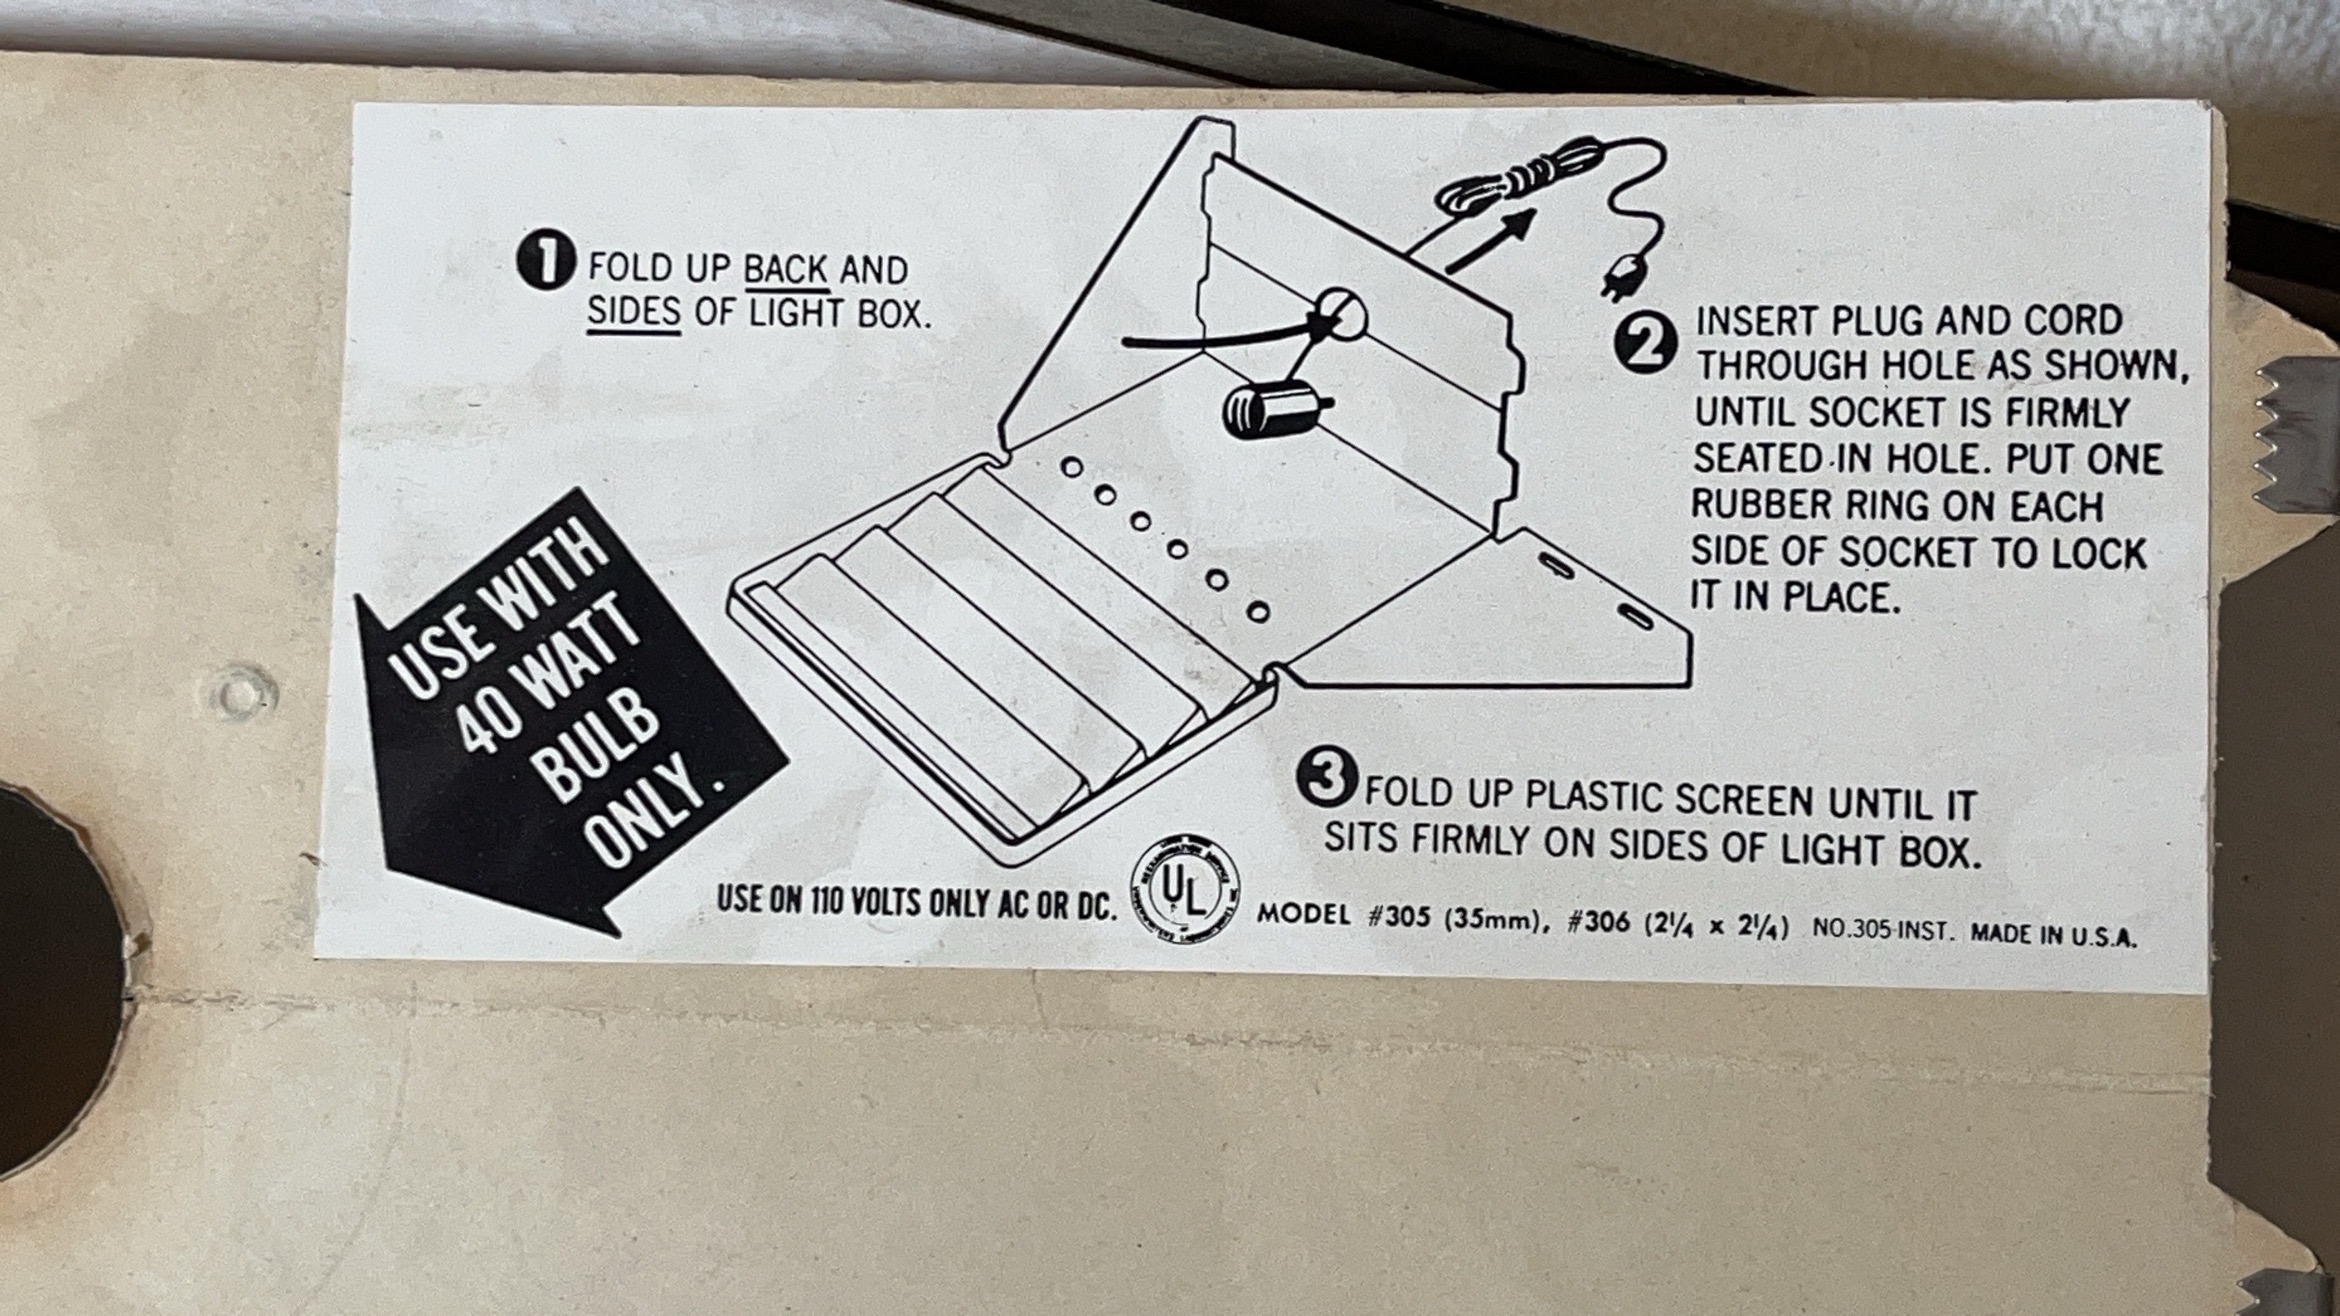 1 FOLD UP BACK AND
SIDES OF LIGHT BOX.
2 INSERT PLUG AND CORD
THROUGH HOLE AS SHOWN,
UNTIL SOCKET IS FIRMLY
SEATED IN HOLE. PUT ONE
RUBBER RING ON EACH
SIDE OF SOCKET TO LOCK
IT IN PLACE.
USE WITH
40 WATT
BULB
ONLY.
3 FOLD UP PLASTIC SCREEN UNTIL IT
SITS FIRMLY ON SIDES OF LIGHT BOX.
USE ON 110 VOLTS ONLY AC OR DC.
UL
MODEL #305 (35mm), #306 (2¼ x 2¼) NO.305-INST. MADE IN U.S.A.